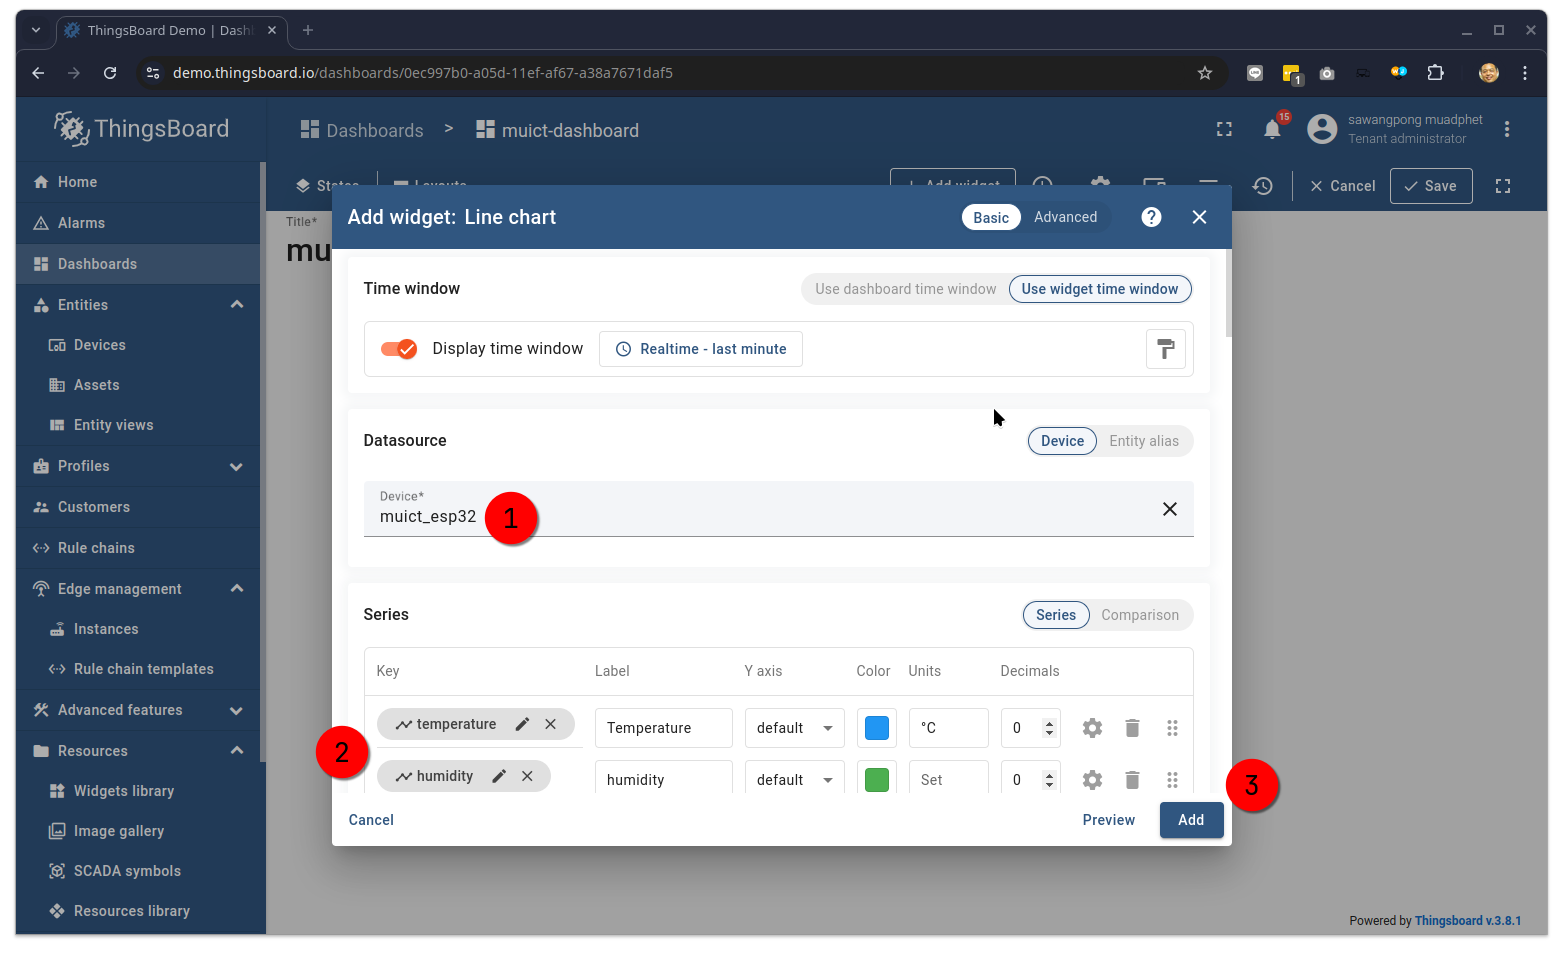 ThingsBoard Demo | Dash
demo.thingsboard.io/dashboards/0ec997b0-a05d-11ef-af67-a38a7671daf5
1
ThingsBoard
Dashboards > muict-dashboard
15
sawangpong muadphet
Tenant administrator
Home
Alarms
Dashboards
Entities
Devices
Assets
Entity views
Profiles
Customers
Rule chains
Edge management
Instances
Rule chain templates
Advanced features
Resources
Widgets library
Image gallery
SCADA symbols
Resources library
States
Layouts
Add widget
Cancel
Save
Title*
mu
Add widget: Line chart
Basic
Advanced
?
Time window
Use dashboard time window
Use widget time window
Display time window
Realtime - last minute
Datasource
Device
Entity alias
Device*
muict_esp32
1
Series
Series
Comparison
Key Label Y axis Color Units Decimals
temperature Temperature default °C 0
2
humidity humidity default Set 0
3
Cancel
Preview
Add
Powered by Thingsboard v.3.8.1